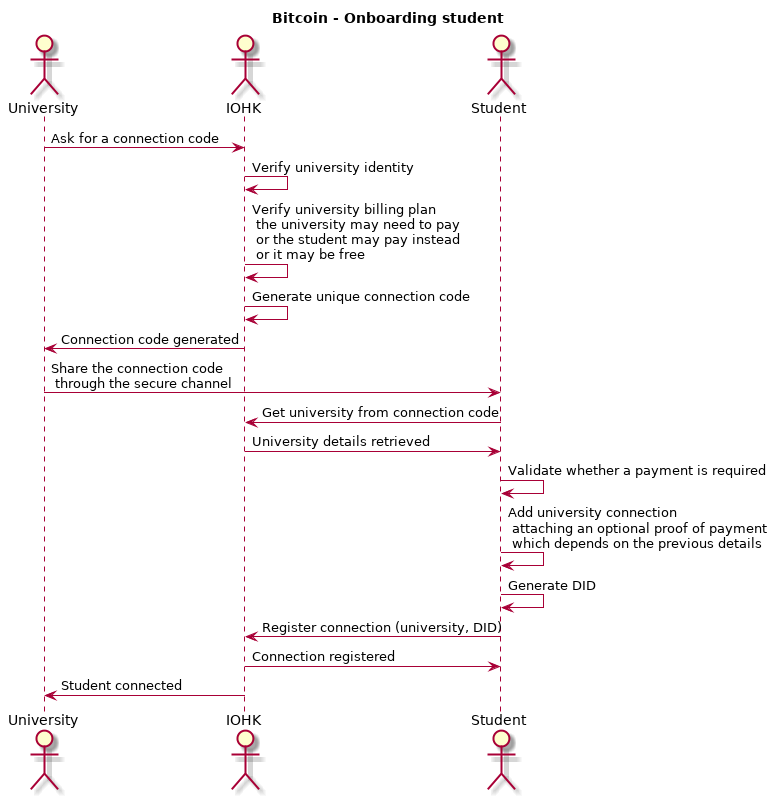 Bitcoin - Onboarding student
University
IOHK
Student
Ask for a connection code
Verify university identity
Verify university billing plan
the university may need to pay
or the student may pay instead
or it may be free
Generate unique connection code
Connection code generated
Share the connection code
through the secure channel
Get university from connection code
University details retrieved
Validate whether a payment is required
Add university connection
attaching an optional proof of payment
which depends on the previous details
Generate DID
Register connection (university, DID)
Connection registered
Student connected
University
IOHK
Student